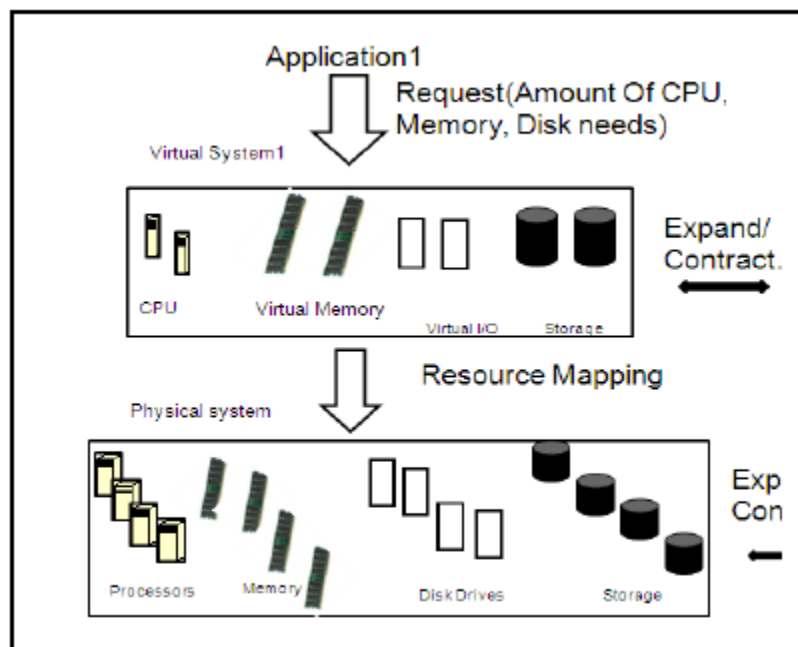 Application1
Request(Amount Of CPU,
Memory, Disk needs)
Virtual System1
Expand/
Contract.
CPU
Virtual Memory
Virtual I/O
Storage
Resource Mapping
Physical system
Exp
Con
Processors
Memory
Disk Drives
Storage